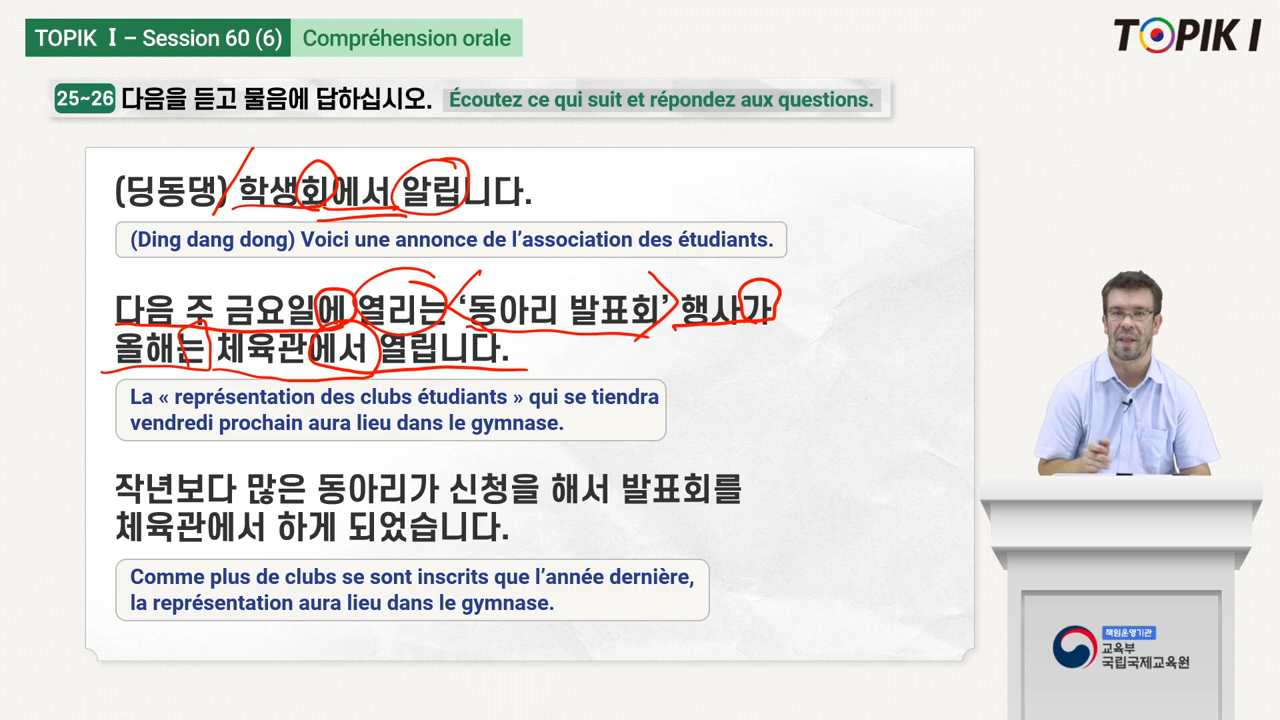 TOPIK I – Session 60 (6) Compréhension orale
TOPIK I
25~26 다음을 듣고 물음에 답하십시오. Écoutez ce qui suit et répondez aux questions.
(딩동댕) 학생회에서 알립니다.
(Ding dang dong) Voici une annonce de l’association des étudiants.
다음 주 금요일에 열리는 ‘동아리 발표회’ 행사가
올해는 체육관에서 열립니다.
La « représentation des clubs étudiants » qui se tiendra
vendredi prochain aura lieu dans le gymnase.
작년보다 많은 동아리가 신청을 해서 발표회를
체육관에서 하게 되었습니다.
Comme plus de clubs se sont inscrits que l’année dernière,
la représentation aura lieu dans le gymnase.
책임운영기관
교육부
국립국제교육원